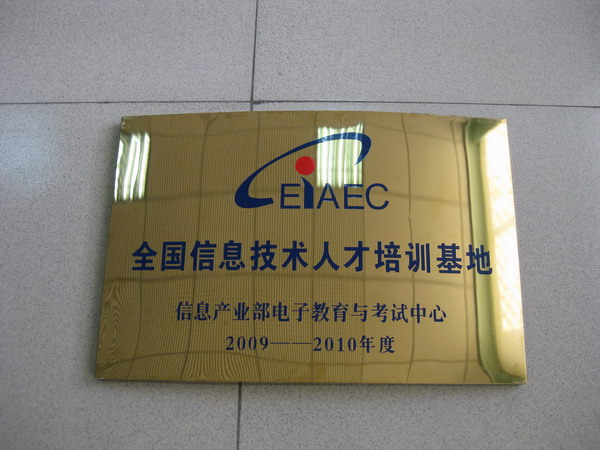 CEIAEC
全国信息技术人才培训基地
信息产业部电子教育与考试中心
2009——2010年度